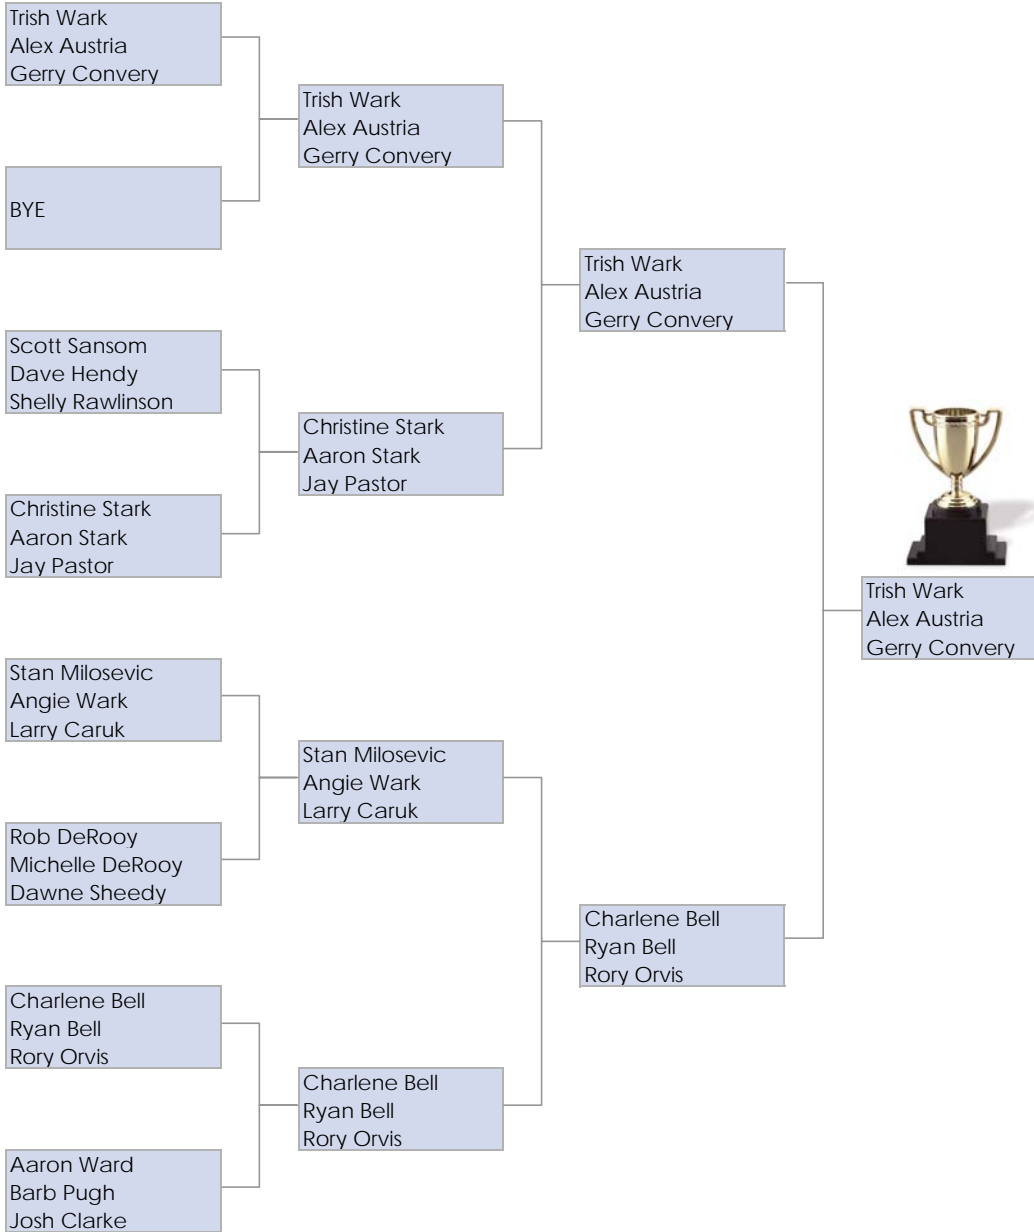 Trish Wark
Alex Austria
Gerry Convery
BYE
Scott Sansom
Dave Hendy
Shelly Rawlinson
Christine Stark
Aaron Stark
Jay Pastor
Stan Milosevic
Angie Wark
Larry Caruk
Rob DeRooy
Michelle DeRooy
Dawne Sheedy
Charlene Bell
Ryan Bell
Rory Orvis
Aaron Ward
Barb Pugh
Josh Clarke
Trish Wark
Alex Austria
Gerry Convery
Christine Stark
Aaron Stark
Jay Pastor
Stan Milosevic
Angie Wark
Larry Caruk
Charlene Bell
Ryan Bell
Rory Orvis
Trish Wark
Alex Austria
Gerry Convery
Charlene Bell
Ryan Bell
Rory Orvis
Trish Wark
Alex Austria
Gerry Convery